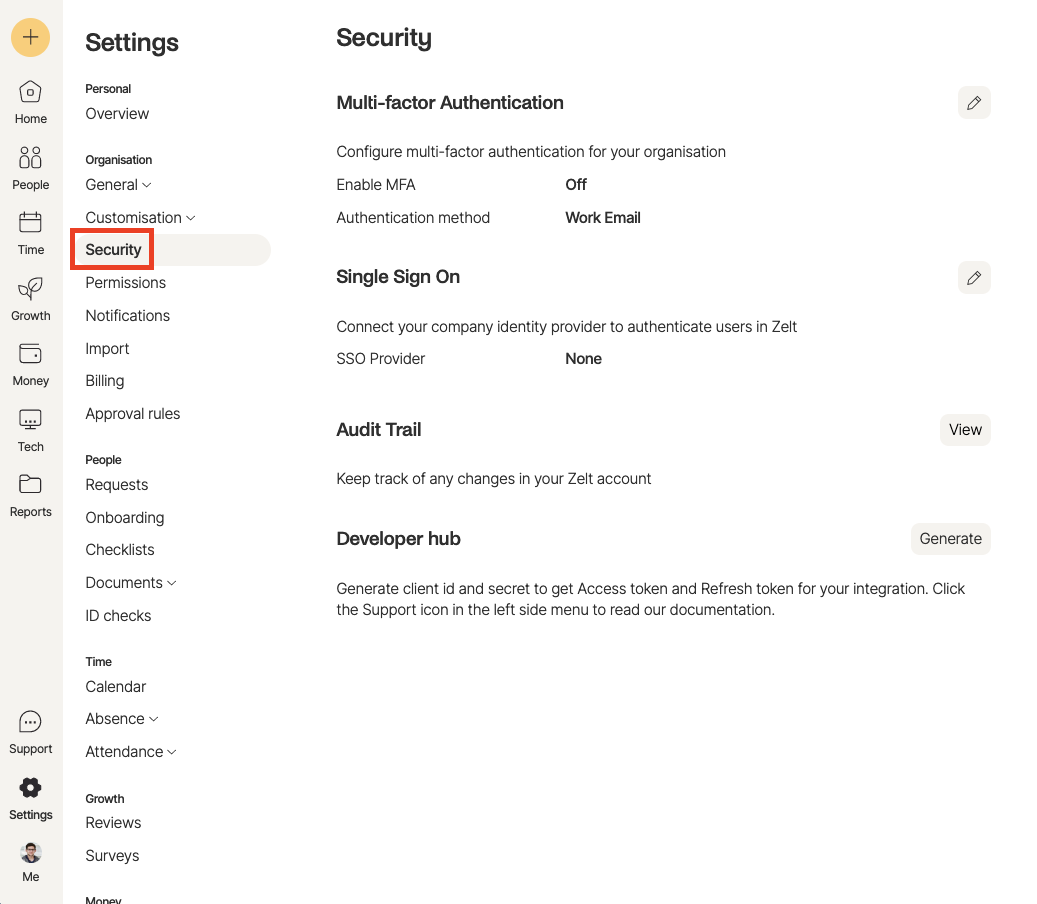 Home
People
Time
Growth
Money
Tech
Reports
Support
Settings
Me
Settings
Personal
Overview
Organisation
General
Customisation
Security
Permissions
Notifications
Import
Billing
Approval rules
People
Requests
Onboarding
Checklists
Documents
ID checks
Time
Calendar
Absence
Attendance
Growth
Reviews
Surveys
Money
Security
Multi-factor Authentication
Configure multi-factor authentication for your organisation
Enable MFA Off
Authentication method Work Email
Single Sign On
Connect your company identity provider to authenticate users in Zelt
SSO Provider None
Audit Trail View
Keep track of any changes in your Zelt account
Developer hub Generate
Generate client id and secret to get Access token and Refresh token for your integration. Click
the Support icon in the left side menu to read our documentation.